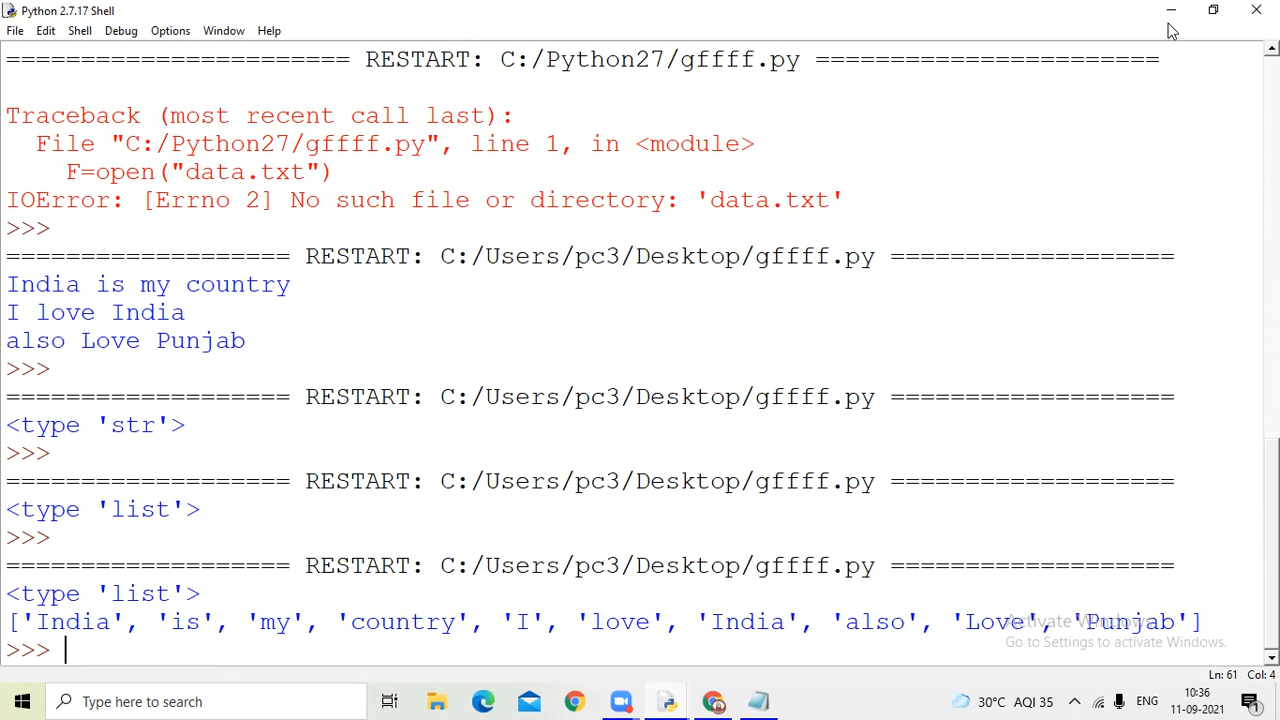 Python 2.7.17 Shell
File Edit Shell Debug Options Window Help
======================= RESTART: C:/Python27/gffff.py =======================
Traceback (most recent call last):
  File "C:/Python27/gffff.py", line 1, in <module>
    F=open("data.txt")
IOError: [Errno 2] No such file or directory: 'data.txt'
>>>
=================== RESTART: C:/Users/pc3/Desktop/gffff.py ===================
India is my country
I love India
also Love Punjab
>>>
=================== RESTART: C:/Users/pc3/Desktop/gffff.py ===================
<type 'str'>
>>>
=================== RESTART: C:/Users/pc3/Desktop/gffff.py ===================
<type 'list'>
>>>
=================== RESTART: C:/Users/pc3/Desktop/gffff.py ===================
<type 'list'>
['India', 'is', 'my', 'country', 'I', 'love', 'India', 'also', 'Love', 'Punjab']
>>>
Activate Windows
Go to Settings to activate Windows.
Ln: 61 Col: 4
Type here to search
30°C AQI 35
ENG
10:36
11-09-2021
1